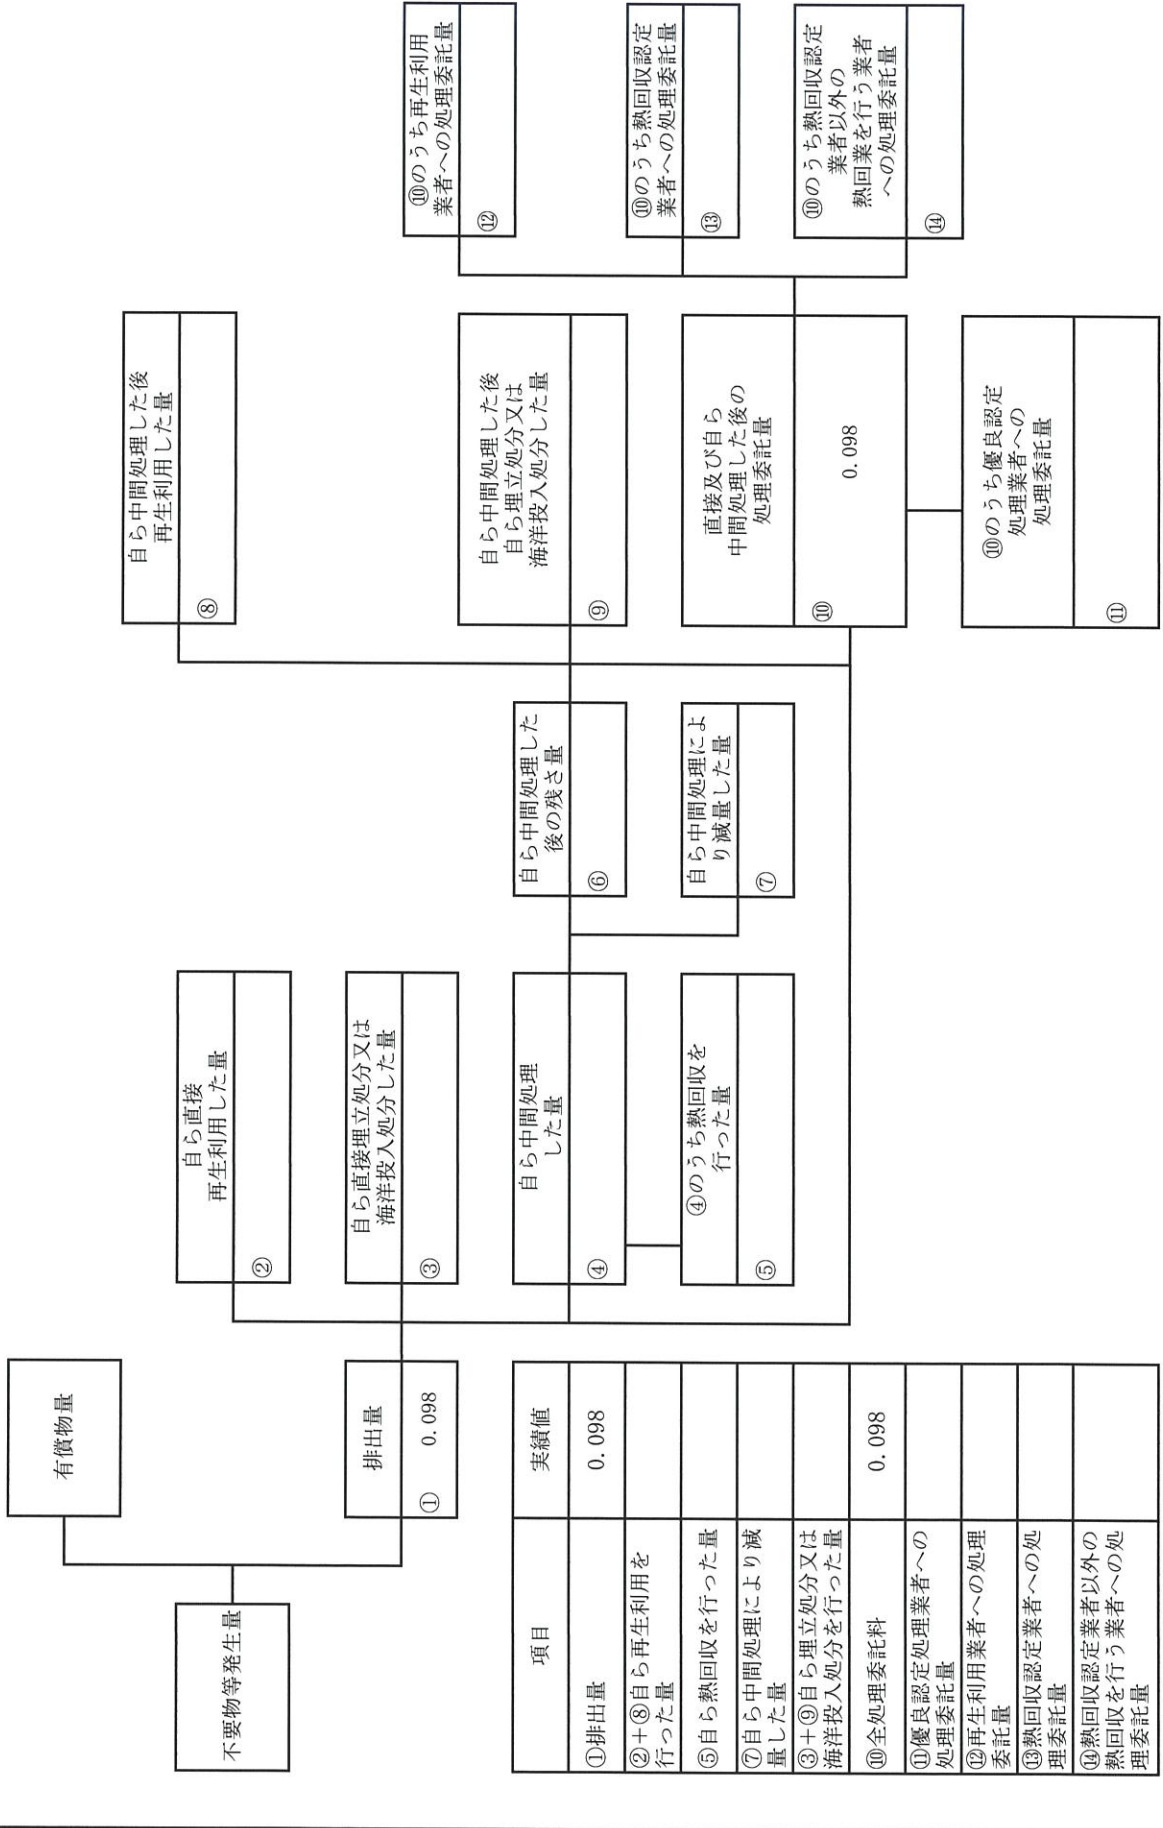 不要物等発生量
有償物量
排出量
① 0.098
自ら直接
再生利用した量
②
自ら直接埋立処分又は
海洋投入処分した量
③
自ら中間処理
した量
④
④のうち熱回収を
行った量
⑤
自ら中間処理した
後の残さ量
⑥
自ら中間処理によ
り減量した量
⑦
自ら中間処理した後
再生利用した量
⑧
自ら中間処理した後
自ら埋立処分又は
海洋投入処分した量
⑨
直接及び自ら
中間処理した後の
処理委託量
⑩ 0.098
⑩のうち優良認定
処理業者への
処理委託量
⑪
⑩のうち再生利用
業者への処理委託量
⑫
⑩のうち熱回収認定
業者への処理委託量
⑬
⑩のうち熱回収認定
業者以外の
熱回業を行う業者
への処理委託量
⑭
項目 実績値
①排出量 0.098
②+⑧自ら再生利用を
行った量
⑤自ら熱回収を行った量
⑦自ら中間処理により減
量した量
③+⑨自ら埋立処分又は
海洋投入処分を行った量
⑩全処理委託料 0.098
⑪優良認定処理業者への
処理委託量
⑫再生利用業者への処理
委託量
⑬熱回収認定業者への処
理委託量
⑭熱回収認定業者以外の
熱回収を行う業者への処
理委託量